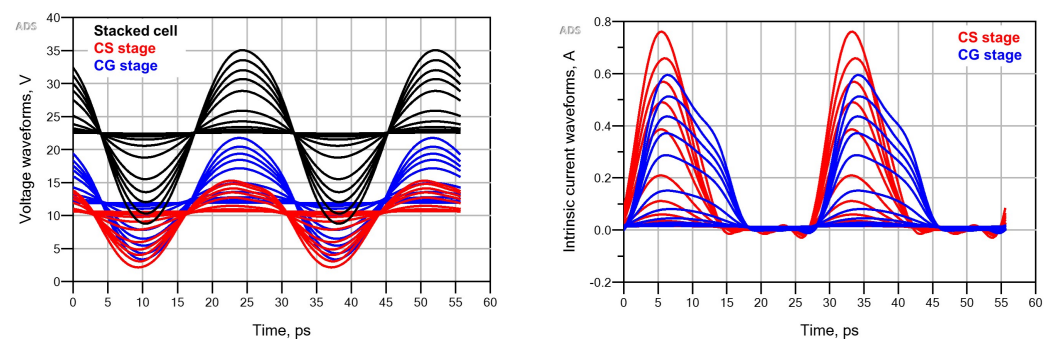 ADS
Stacked cell
CS stage
CG stage
Voltage waveforms, V
40
35
30
25
20
15
10
5
0
0 5 10 15 20 25 30 35 40 45 50 55 60
Time, ps
ADS
CS stage
CG stage
Intrinsic current waveforms, A
0.8
0.6
0.4
0.2
0.0
-0.2
0 5 10 15 20 25 30 35 40 45 50 55 60
Time, ps